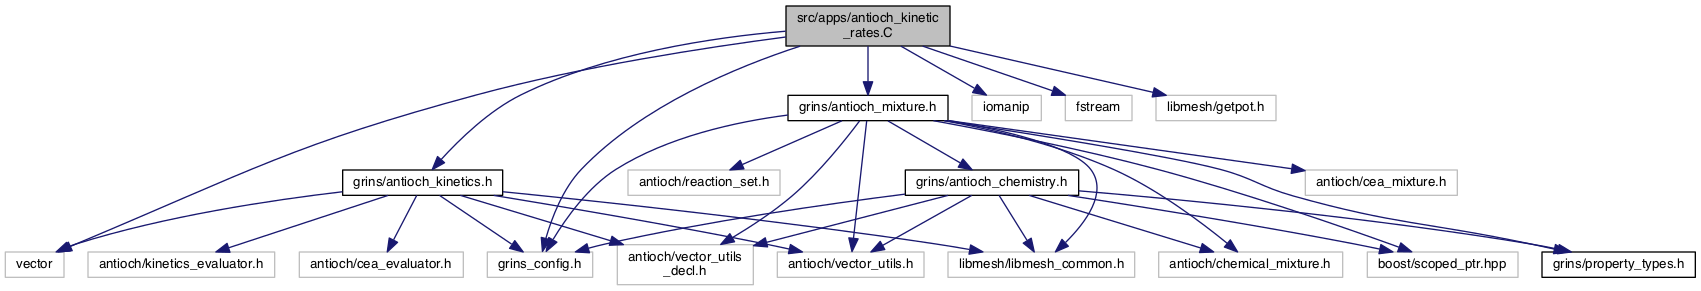 src/apps/antioch_kinetic
_rates.C
grins/antioch_mixture.h
iomanip
fstream
libmesh/getpot.h
grins/antioch_kinetics.h
antioch/reaction_set.h
grins/antioch_chemistry.h
antioch/cea_mixture.h
vector
antioch/kinetics_evaluator.h
antioch/cea_evaluator.h
grins_config.h
antioch/vector_utils
_decl.h
antioch/vector_utils.h
libmesh/libmesh_common.h
antioch/chemical_mixture.h
boost/scoped_ptr.hpp
grins/property_types.h